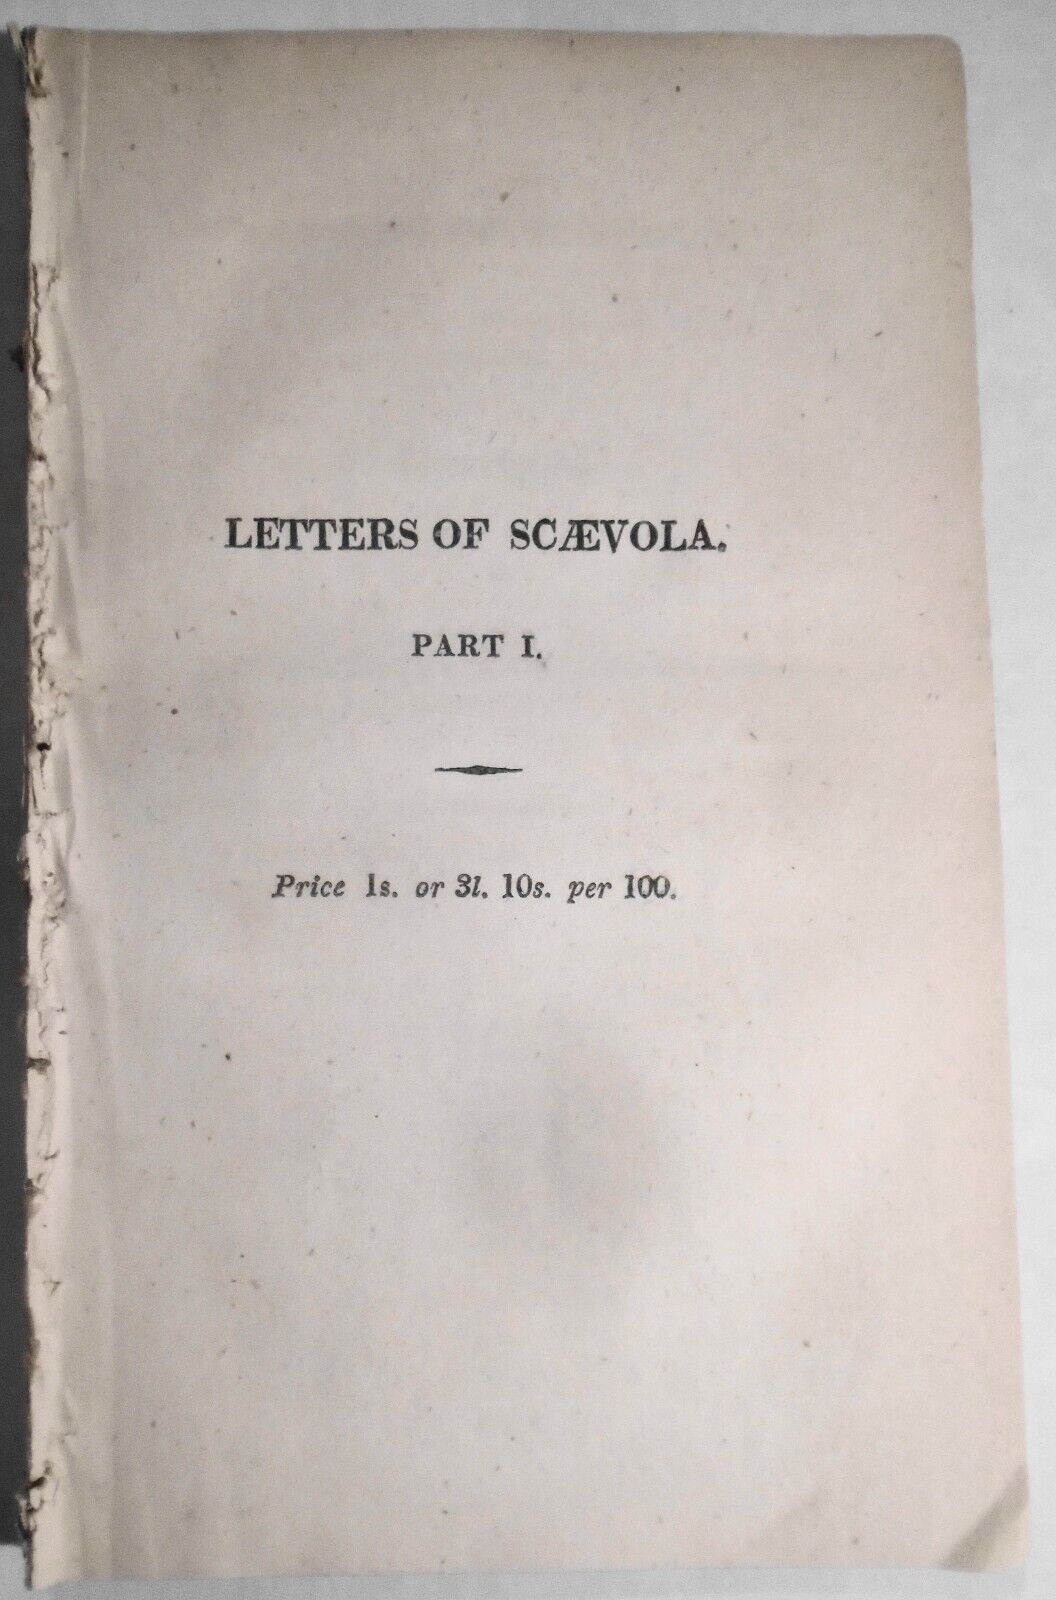 LETTERS OF SCÆVOLA.
PART I.
Price 1s. or 3l. 10s. per 100.